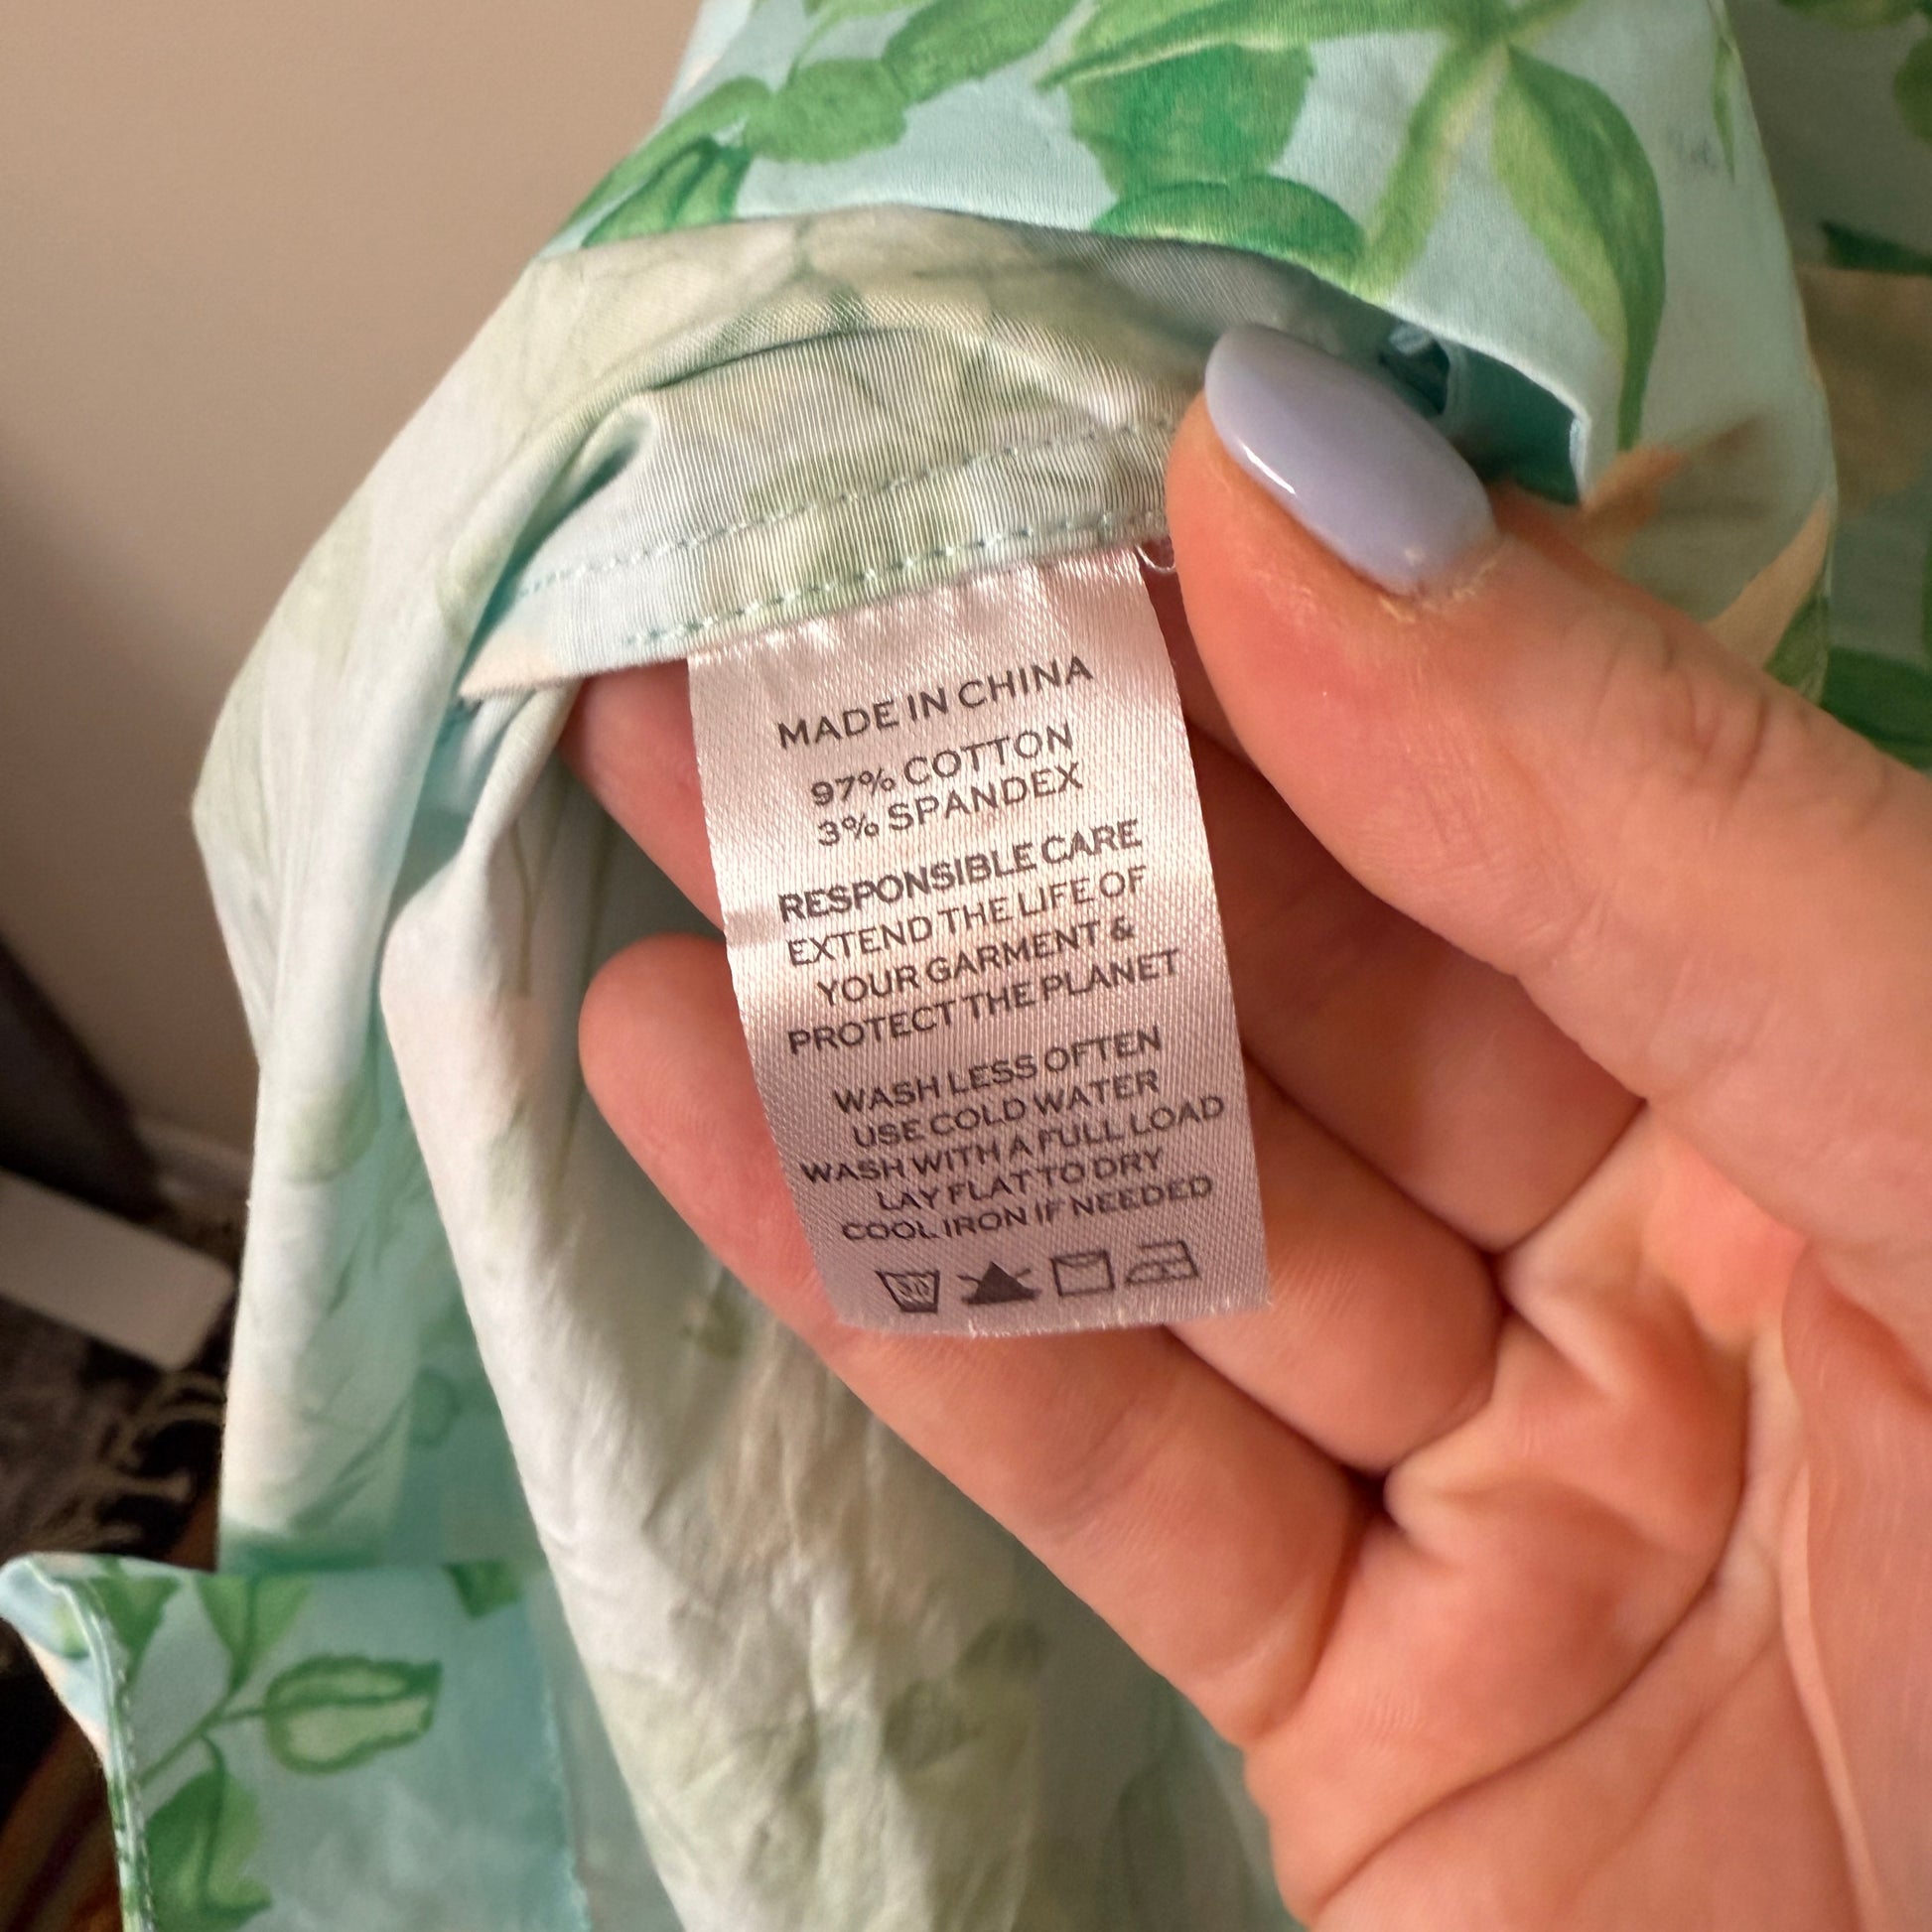 MADE IN CHINA
97% COTTON
3% SPANDEX
RESPONSIBLE CARE
EXTEND THE LIFE OF
YOUR GARMENT &
PROTECT THE PLANET
WASH LESS OFTEN
USE COLD WATER
WASH WITH A FULL LOAD
LAY FLAT TO DRY
COOL IRON IF NEEDED
30